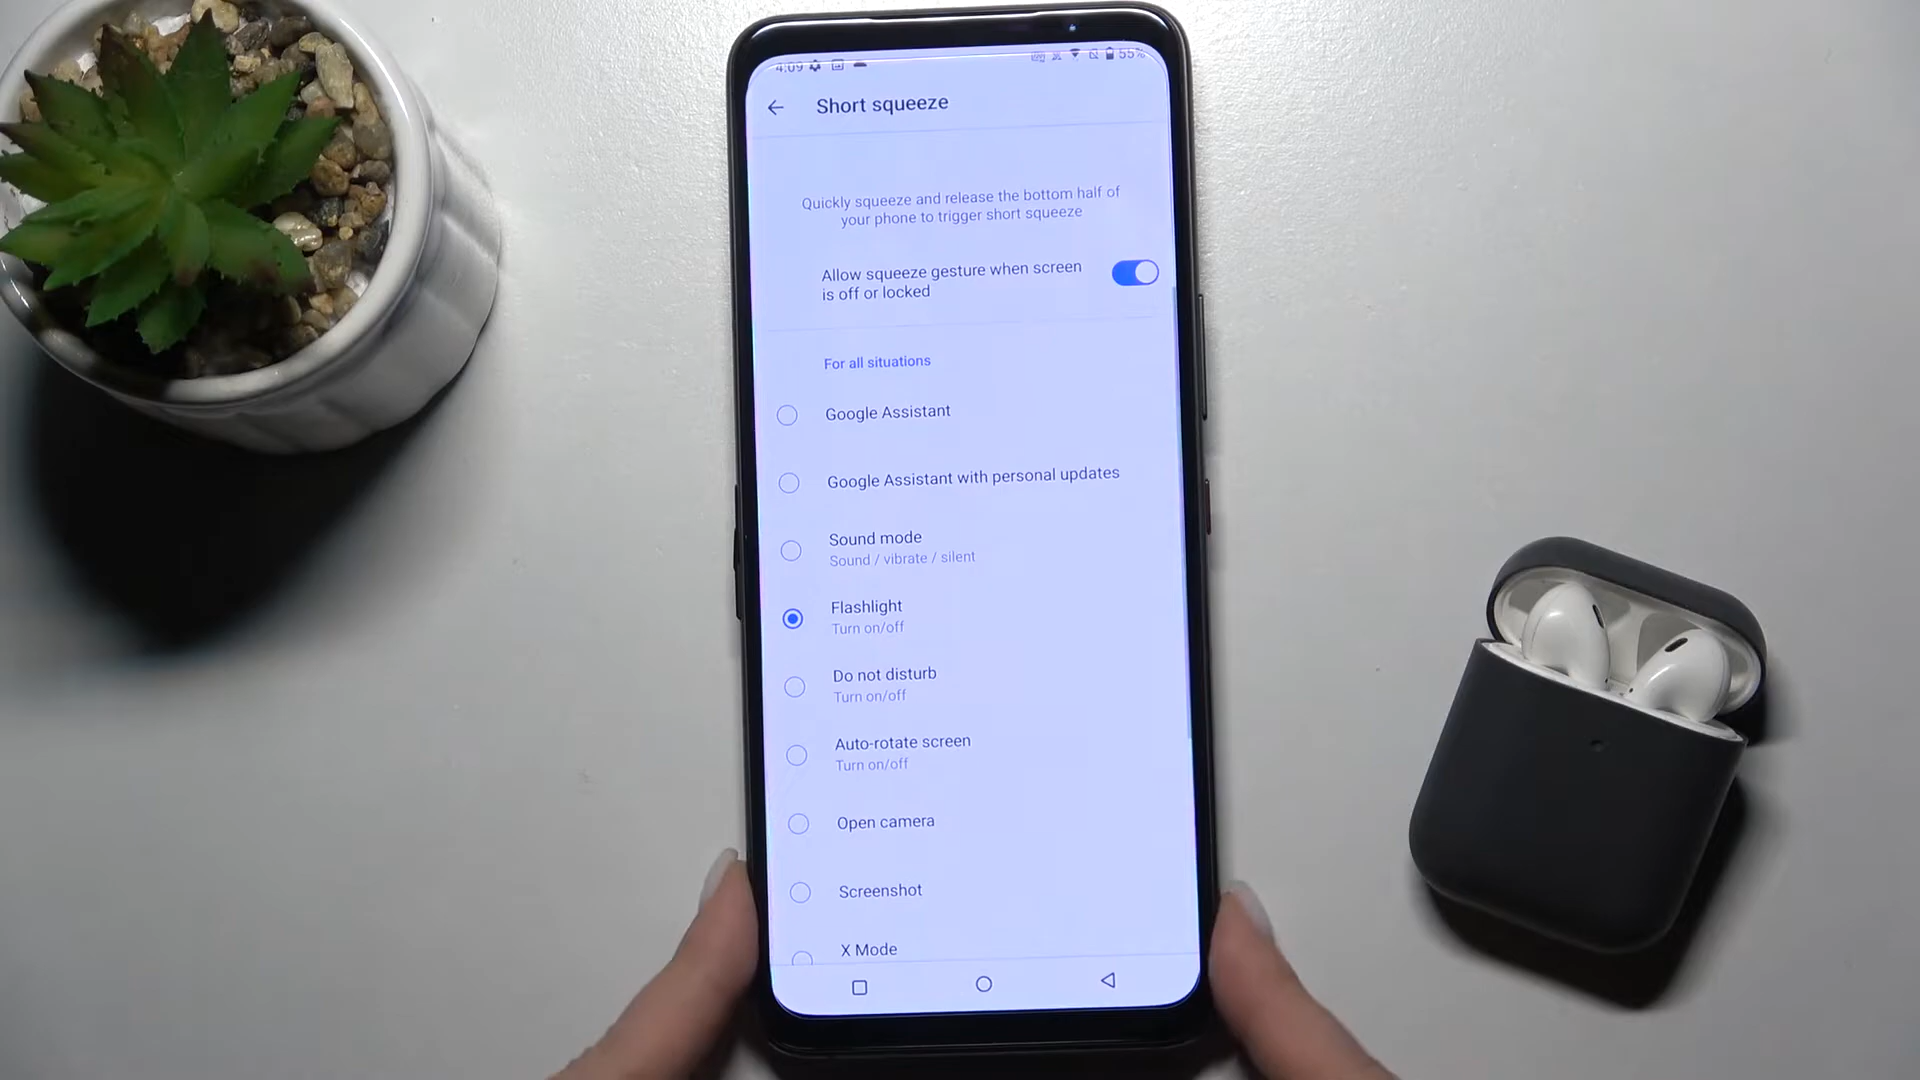 4:09 55%
Short squeeze
Quickly squeeze and release the bottom half of
your phone to trigger short squeeze
Allow squeeze gesture when screen
is off or locked
For all situations
Google Assistant
Google Assistant with personal updates
Sound mode
Sound / vibrate / silent
Flashlight
Turn on/off
Do not disturb
Turn on/off
Auto-rotate screen
Turn on/off
Open camera
Screenshot
X Mode